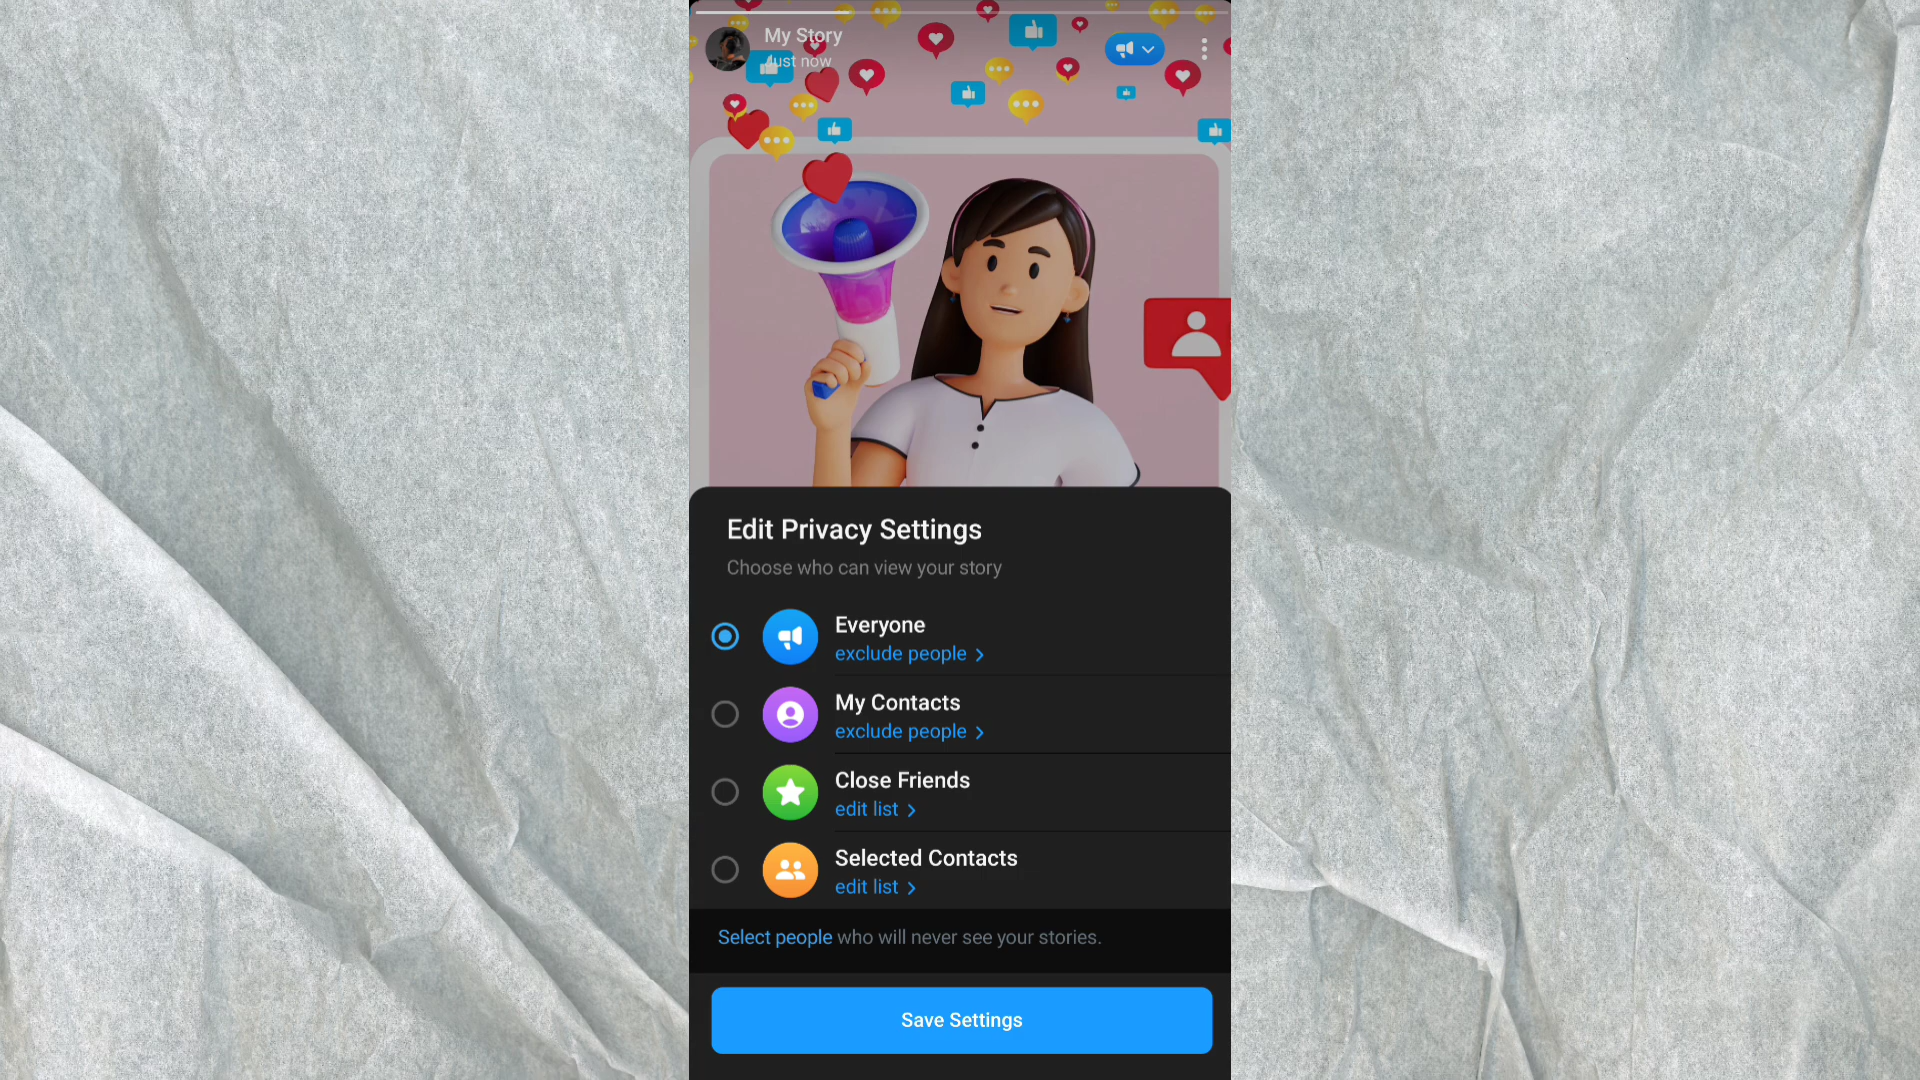 My Story
Just now
Edit Privacy Settings
Choose who can view your story
Everyone
exclude people
My Contacts
exclude people
Close Friends
edit list
Selected Contacts
edit list
Select people who will never see your stories.
Save Settings